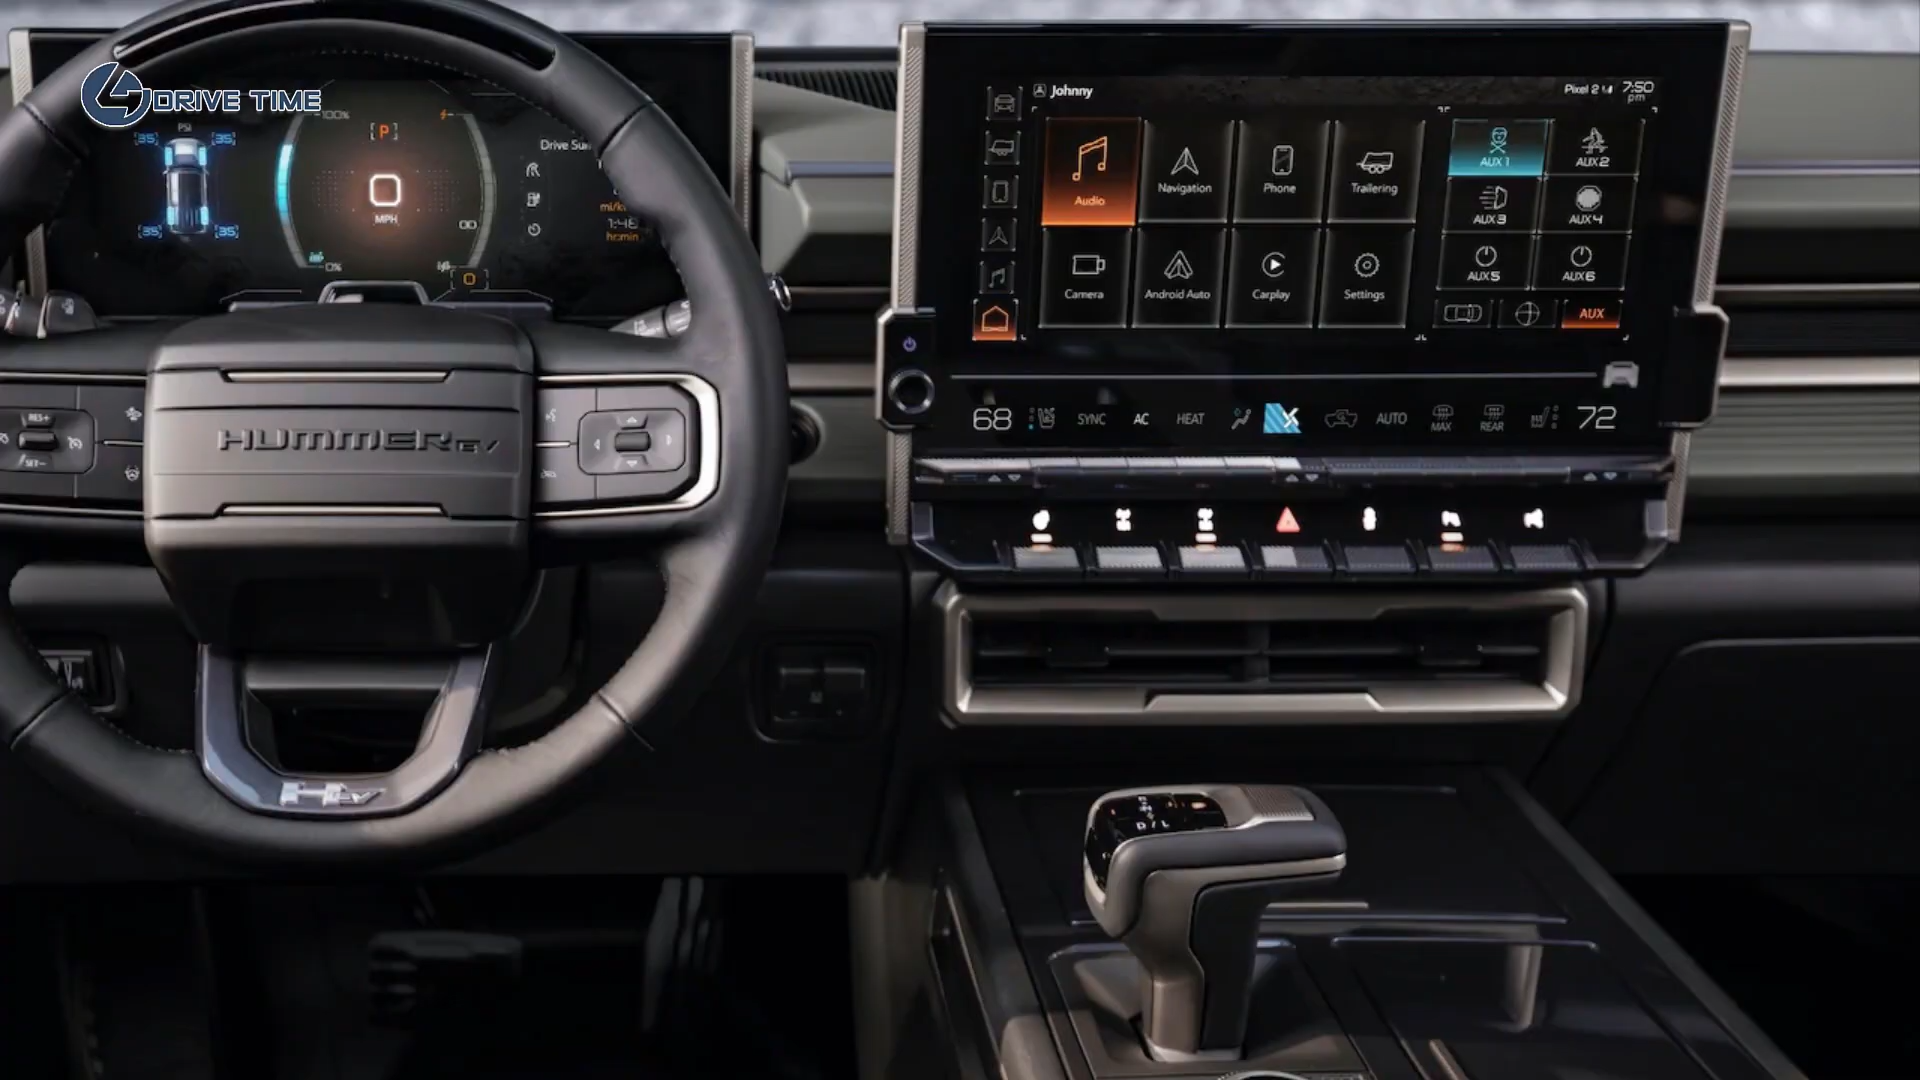 DRIVE TIME
PSI
35
35
35
35
100%
P
0
MPH
0%
Drive Sum
1:48
hr:min
RES+
SET-
HUMMER EV
HEV
Johnny
Pixel 2
7:50
pm
Audio
Navigation
Phone
Trailering
Camera
Android Auto
Carplay
Settings
AUX 1
AUX 2
AUX 3
AUX 4
AUX 5
AUX 6
AUX
68
SYNC
AC
HEAT
AUTO
MAX
REAR
72
D / L